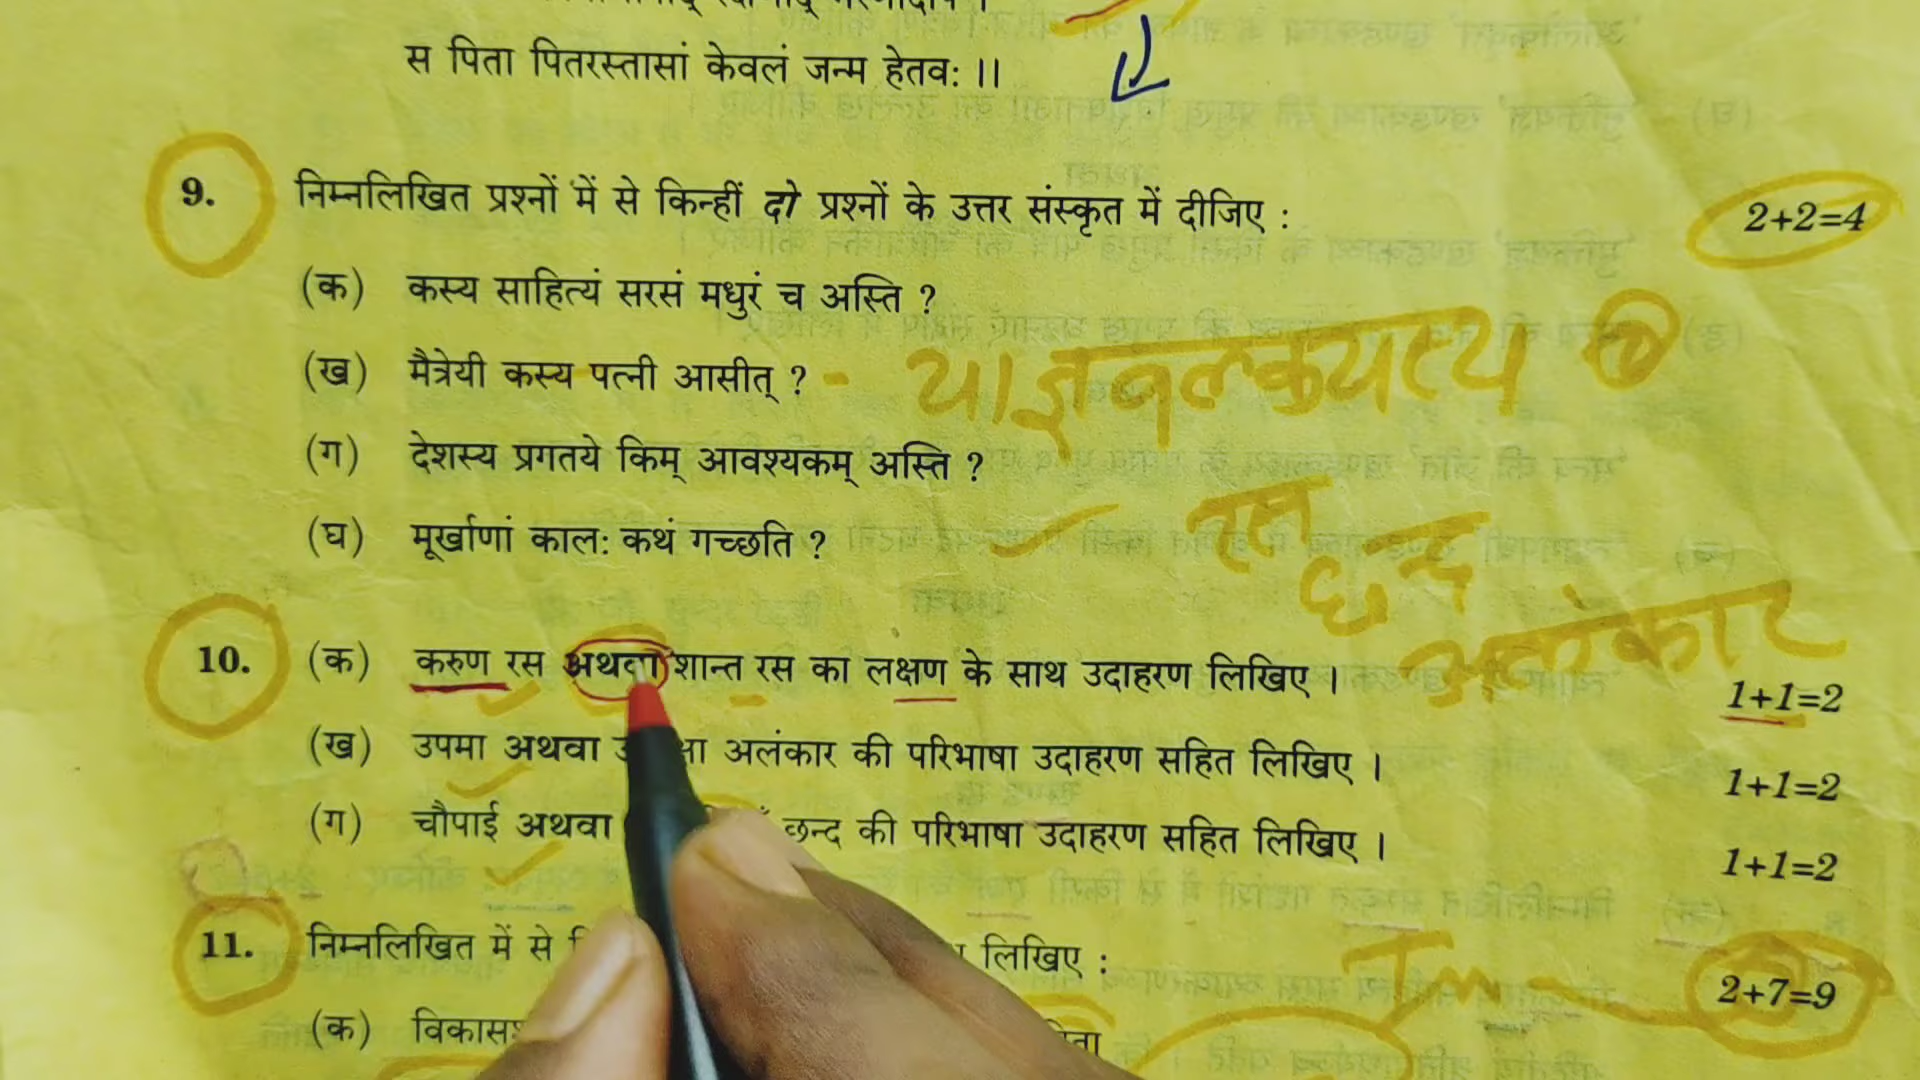 स पिता पितरस्तासां केवलं जन्म हेतवः ।।
9. निम्नलिखित प्रश्नों में से किन्हीं दो प्रश्नों के उत्तर संस्कृत में दीजिए : 2+2=4
(क) कस्य साहित्यं सरसं मधुरं च अस्ति ?
(ख) मैत्रेयी कस्य पत्नी आसीत् ? - याज्ञवलकयस्य
(ग) देशस्य प्रगतये किम् आवश्यकम् अस्ति ?
(घ) मूर्खाणां कालः कथं गच्छति ?
रस
छन्द
अलंकार
10. (क) करुण रस अथवा शान्त रस का लक्षण के साथ उदाहरण लिखिए । 1+1=2
(ख) उपमा अथवा अलंकार की परिभाषा उदाहरण सहित लिखिए । 1+1=2
(ग) चौपाई अथवा छन्द की परिभाषा उदाहरण सहित लिखिए । 1+1=2
11. निम्नलिखित में से लिखिए : 2+7=9
(क)